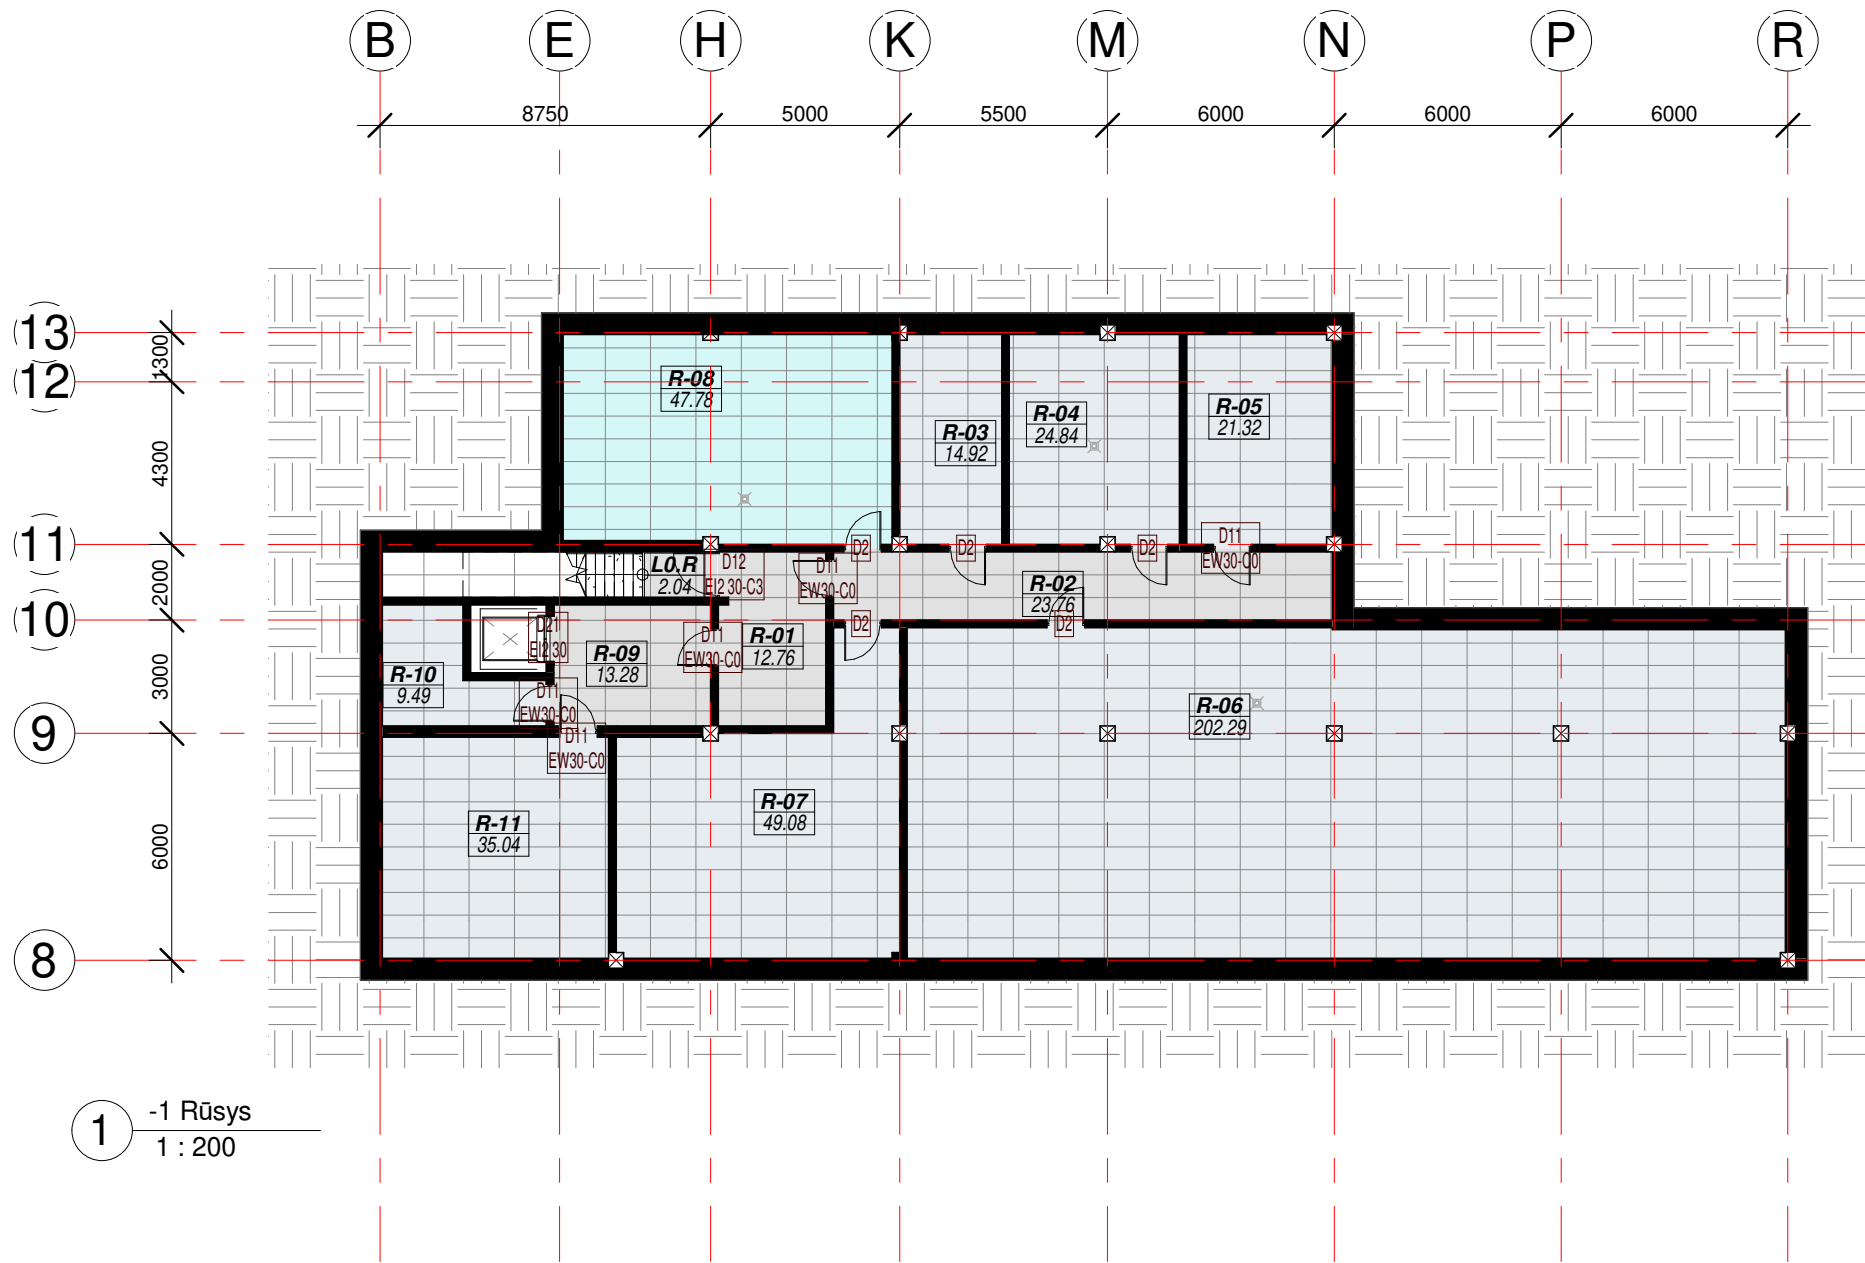 B E H K M N P R
8750 5000 5500 6000 6000 6000
13
1300
12
4300
11
2000
10
3000
9
6000
8
R-08
47.78
R-03
14.92
R-04
24.84
R-05
21.32
D2
D2
D2
D11
EW30-C0
L0.R
2.04
D12
EI2 30-C3
D11
EW30-C0
R-02
23.76
D2
D2
D21
EI2 30
R-09
13.28
D11
EW30-C0
R-01
12.76
R-10
9.49
D11
EW30-C0
D11
EW30-C0
R-06
202.29
R-11
35.04
R-07
49.08
1
-1 Rūsys
1 : 200